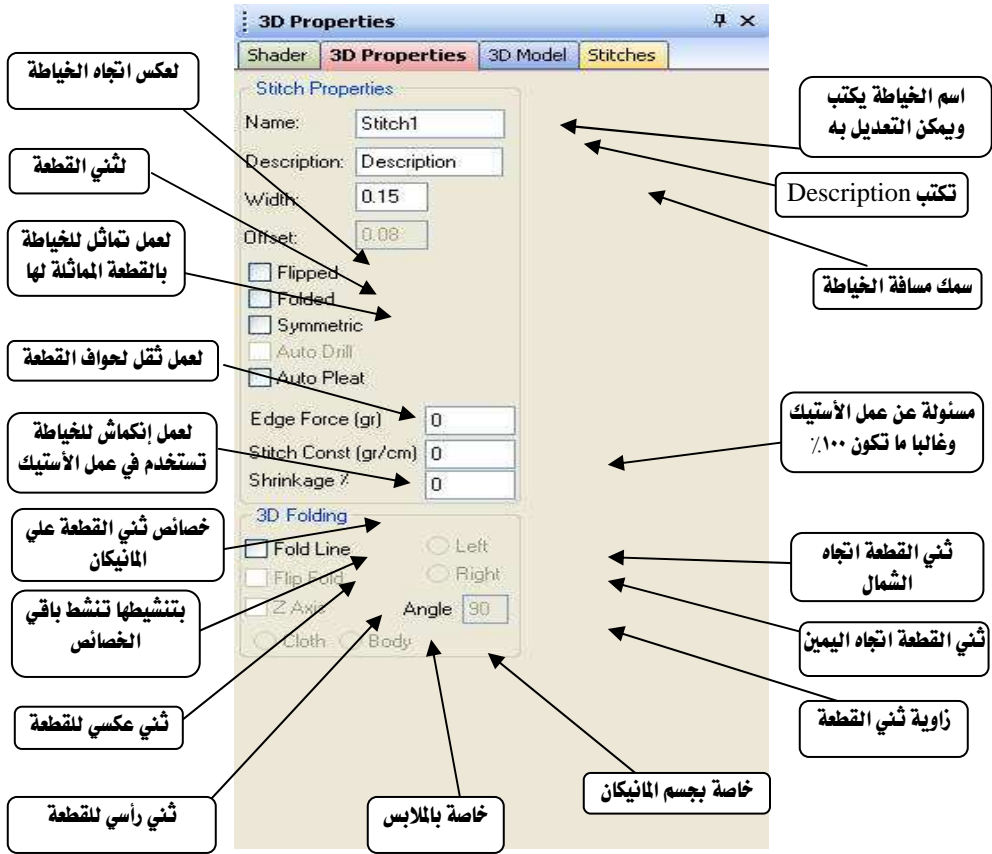 3D Properties
Shader 3D Properties 3D Model Stitches
Stitch Properties
Name: Stitch1
Description: Description
Width: 0.15
Offset: 0.08
Flipped
Folded
Symmetric
Auto Drill
Auto Pleat
Edge Force (gr) 0
Stitch Const (gr/cm) 0
Shrinkage % 0
3D Folding
Fold Line Left
Flip Fold Right
Z Axis Angle 90
Cloth Body
لعكس اتجاه الخياطة
لثني القطعة
لعمل تماثل للخياطة
بالقطعة المماثلة لها
لعمل ثقل لحواف القطعة
لعمل إنكماش للخياطة
تستخدم في عمل الأستيك
خصائص ثني القطعة علي
المانيكان
بتنشيطها تنشط باقي
الخصائص
ثني عكسي للقطعة
ثني رأسي للقطعة
خاصة بالملابس
خاصة بجسم المانيكان
اسم الخياطة يكتب
ويمكن التعديل به
تكتب Description
سمك مسافة الخياطة
مسئولة عن عمل الأستيك
وغالبا ما تكون ١٠٠٪
ثني القطعة اتجاه
الشمال
ثني القطعة اتجاه اليمين
زاوية ثني القطعة